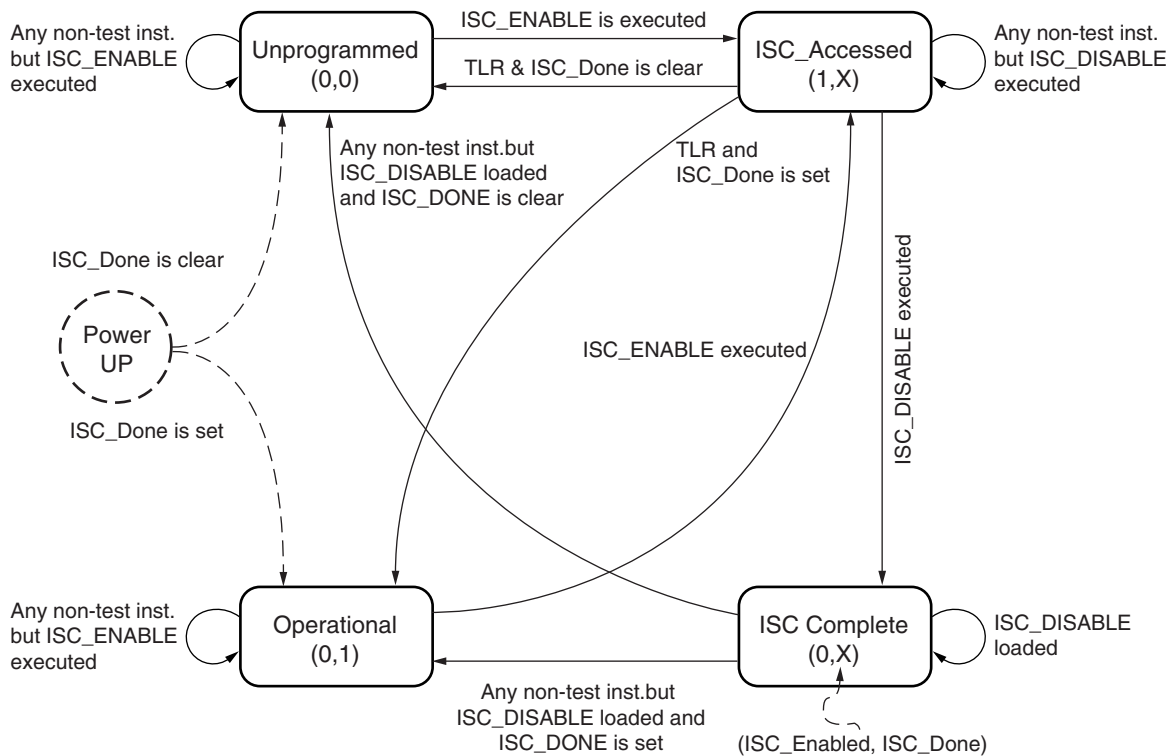 Any non-test inst.
but ISC_ENABLE
executed
Unprogrammed
(0,0)
ISC_ENABLE is executed
TLR & ISC_Done is clear
ISC_Accessed
(1,X)
Any non-test inst.
but ISC_DISABLE
executed
Any non-test inst.but
ISC_DISABLE loaded
and ISC_DONE is clear
TLR and
ISC_Done is set
ISC_Done is clear
Power
UP
ISC_Done is set
ISC_ENABLE executed
ISC_DISABLE executed
Any non-test inst.
but ISC_ENABLE
executed
Operational
(0,1)
ISC Complete
(0,X)
ISC_DISABLE
loaded
Any non-test inst.but
ISC_DISABLE loaded and
ISC_DONE is set
(ISC_Enabled, ISC_Done)